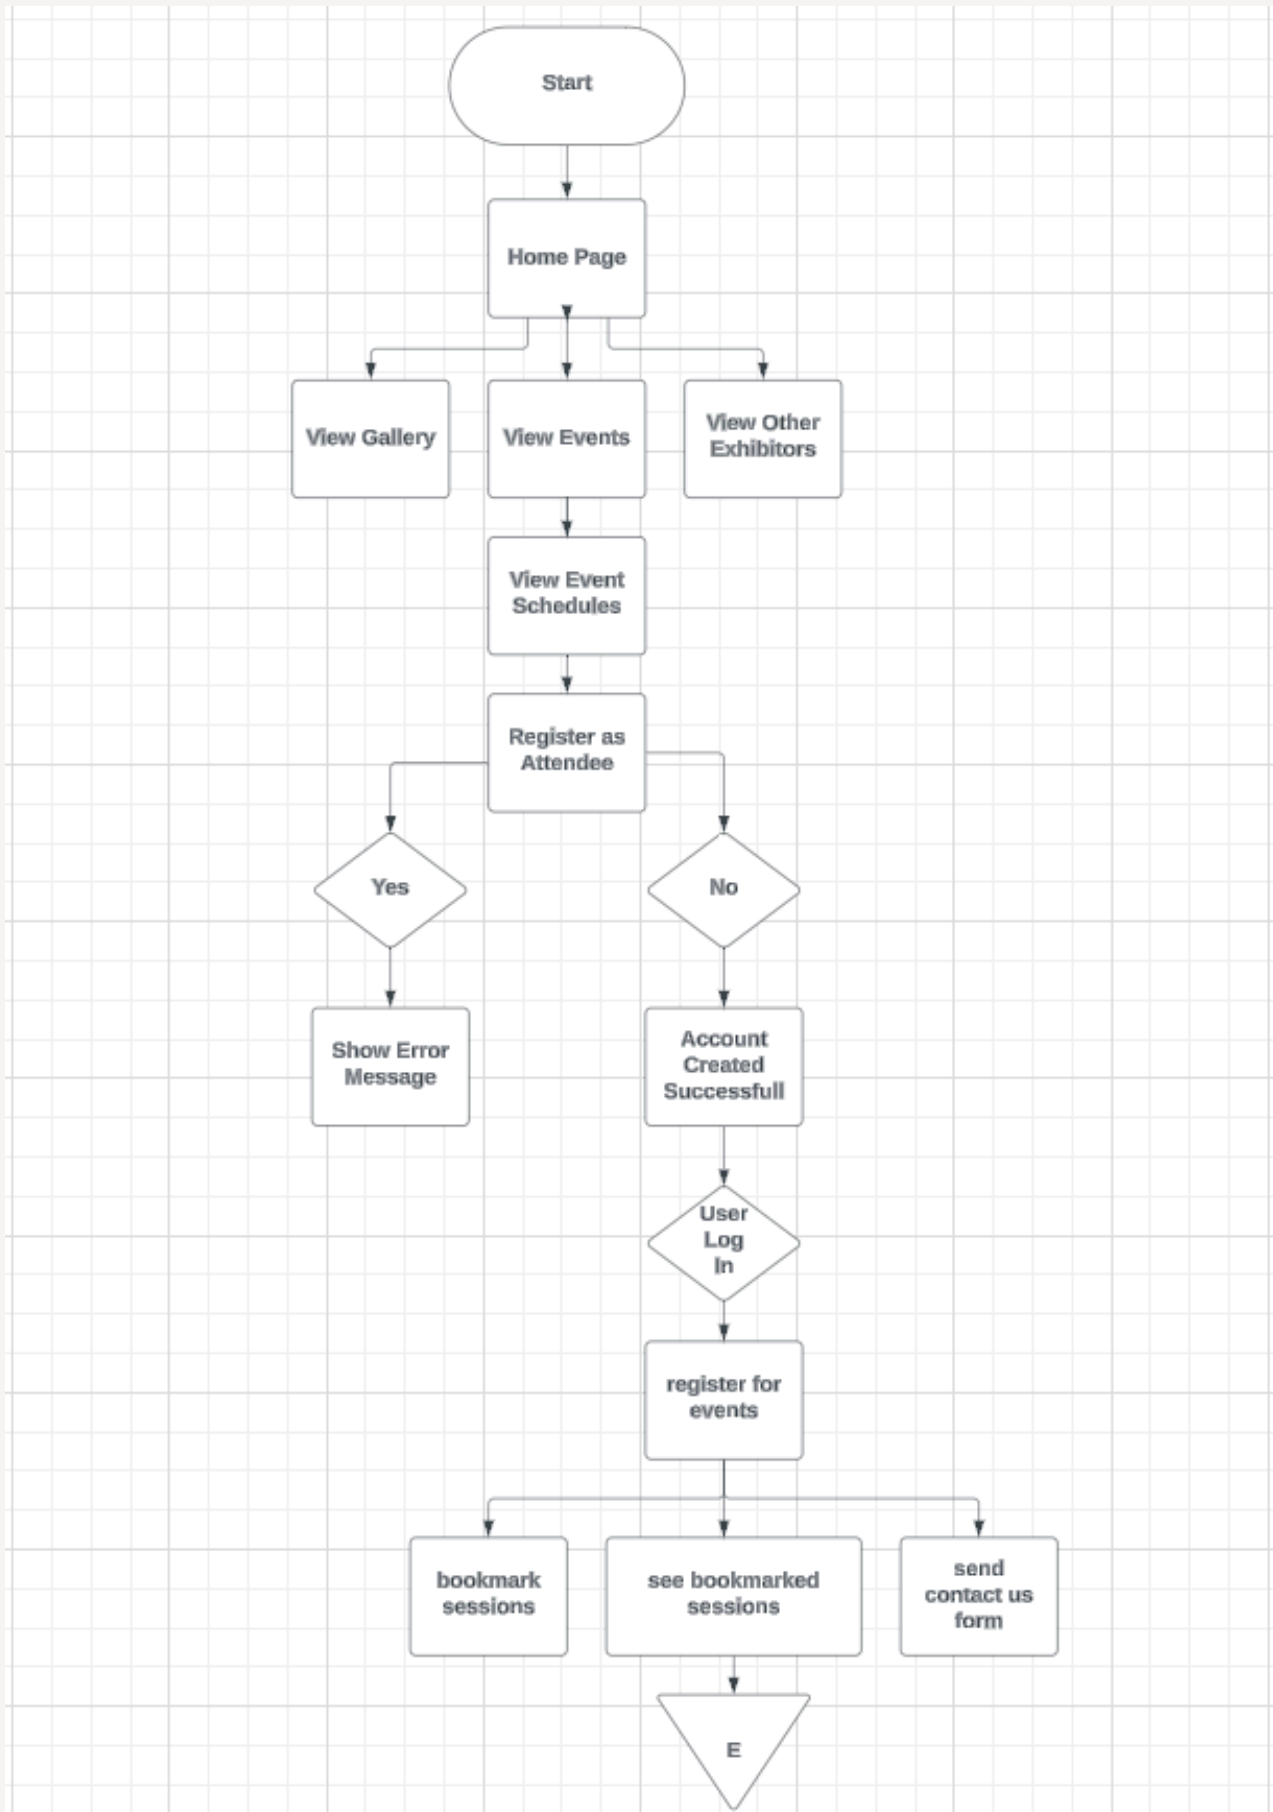 Start
Home Page
View Gallery
View Events
View Other
Exhibitors
View Event
Schedules
Register as
Attendee
Yes
No
Show Error
Message
Account
Created
Successfull
User
Log
In
register for
events
bookmark
sessions
see bookmarked
sessions
send
contact us
form
E